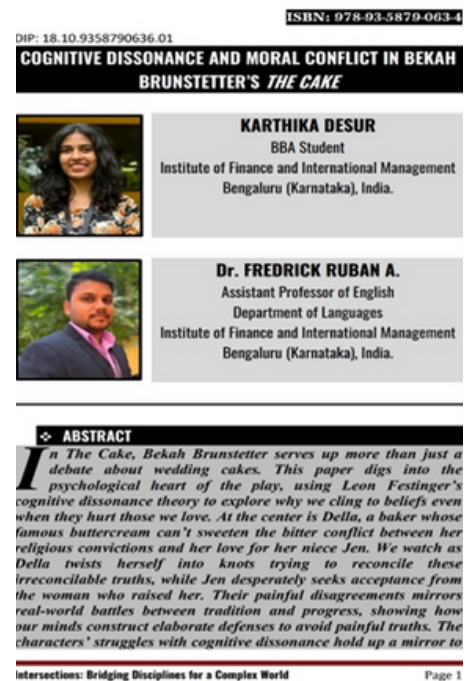 ISBN: 978-93-5879-063-4
DIP: 18.10.9358790636.01
COGNITIVE DISSONANCE AND MORAL CONFLICT IN BEKAH
BRUNSTETTER'S THE CAKE
KARTHIKA DESUR
BBA Student
Institute of Finance and International Management
Bengaluru (Karnataka), India.
Dr. FREDRICK RUBAN A.
Assistant Professor of English
Department of Languages
Institute of Finance and International Management
Bengaluru (Karnataka), India.
❖ ABSTRACT
In The Cake, Bekah Brunstetter serves up more than just a
debate about wedding cakes. This paper digs into the
psychological heart of the play, using Leon Festinger's
cognitive dissonance theory to explore why we cling to beliefs even
when they hurt those we love. At the center is Della, a baker whose
famous buttercream can't sweeten the bitter conflict between her
religious convictions and her love for her niece Jen. We watch as
Della twists herself into knots trying to reconcile these
irreconcilable truths, while Jen desperately seeks acceptance from
the woman who raised her. Their painful disagreements mirrors
real-world battles between tradition and progress, showing how
our minds construct elaborate defenses to avoid painful truths. The
characters' struggles with cognitive dissonance hold up a mirror to
Intersections: Bridging Disciplines for a Complex World Page 1